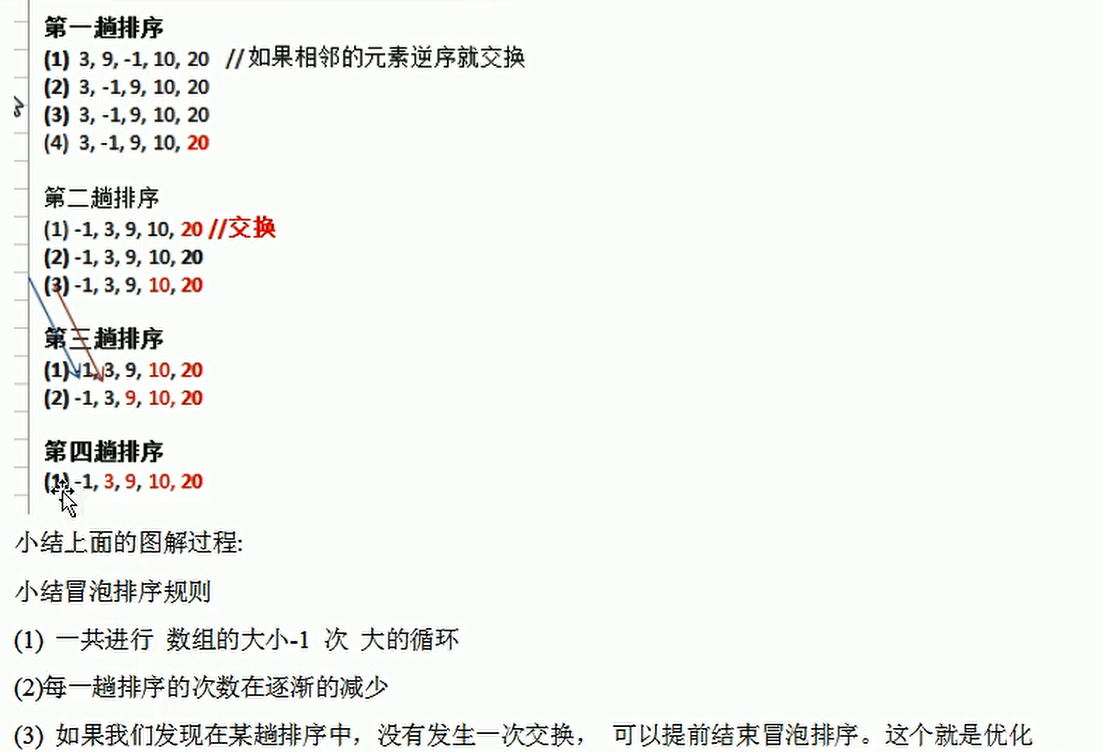 第一趟排序
(1) 3, 9, -1, 10, 20 //如果相邻的元素逆序就交换
(2) 3, -1, 9, 10, 20
(3) 3, -1, 9, 10, 20
(4) 3, -1, 9, 10, 20
第二趟排序
(1) -1, 3, 9, 10, 20 //交换
(2) -1, 3, 9, 10, 20
(3) -1, 3, 9, 10, 20
第三趟排序
(1) -1, 3, 9, 10, 20
(2) -1, 3, 9, 10, 20
第四趟排序
(1) -1, 3, 9, 10, 20
小结上面的图解过程:
小结冒泡排序规则
(1) 一共进行 数组的大小-1 次 大的循环
(2)每一趟排序的次数在逐渐的减少
(3) 如果我们发现在某趟排序中，没有发生一次交换， 可以提前结束冒泡排序。这个就是优化